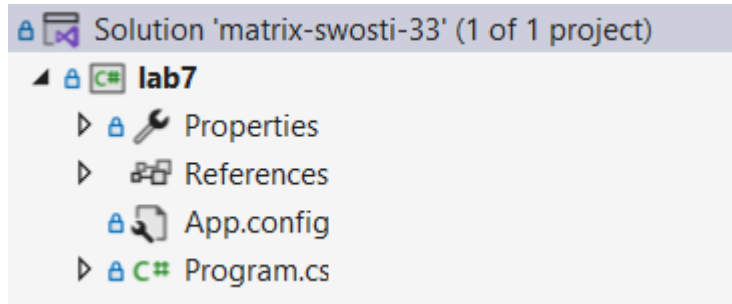 Solution 'matrix-swosti-33' (1 of 1 project)
C# lab7
Properties
References
App.config
C# Program.cs